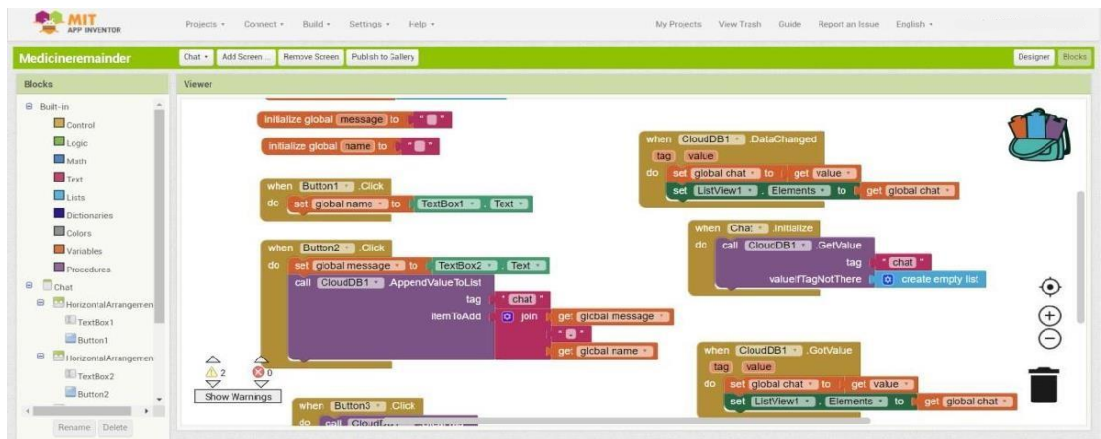 MIT
APP INVENTOR
Projects Connect Build Settings Help
My Projects View Trash Guide Report an Issue English
Medicineremainder
Chat Add Screen ... Remove Screen Publish to Gallery
Designer Blocks
Blocks
Viewer
Built-in
Control
Logic
Math
Text
Lists
Dictionaries
Colors
Variables
Procedures
Chat
HorizontalArrangemen
TextBox1
Button1
HorizontalArrangemen
TextBox2
Button2
Rename Delete
initialize global message to " "
initialize global name to " "
when Button1 .Click
do set global name to TextBox1 . Text
when Button2 .Click
do set global message to TextBox2 . Text
call CloudDB1 .AppendValueToList
tag " chat "
itemToAdd join get global message
get global name
2 0
Show Warnings
when Button3 .Click
do call
when CloudDB1 .DataChanged
tag value
do set global chat to get value
set ListView1 . Elements to get global chat
when Chat .Initialize
do call CloudDB1 .GetValue
tag " chat "
valueIfTagNotThere create empty list
when CloudDB1 .GotValue
tag value
do set global chat to get value
set ListView1 . Elements to get global chat